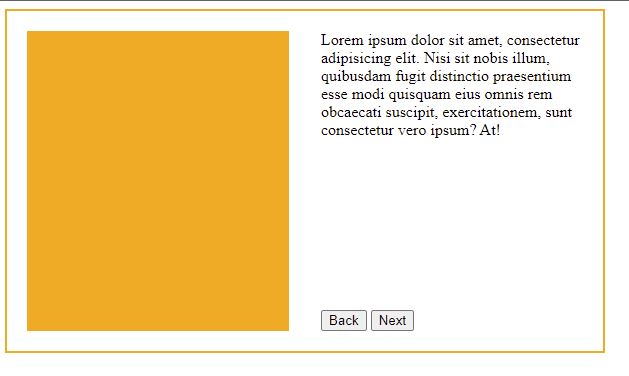 Lorem ipsum dolor sit amet, consectetur
adipisicing elit. Nisi sit nobis illum,
quibusdam fugit distinctio praesentium
esse modi quisquam eius omnis rem
obcaecati suscipit, exercitationem, sunt
consectetur vero ipsum? At!
Back Next